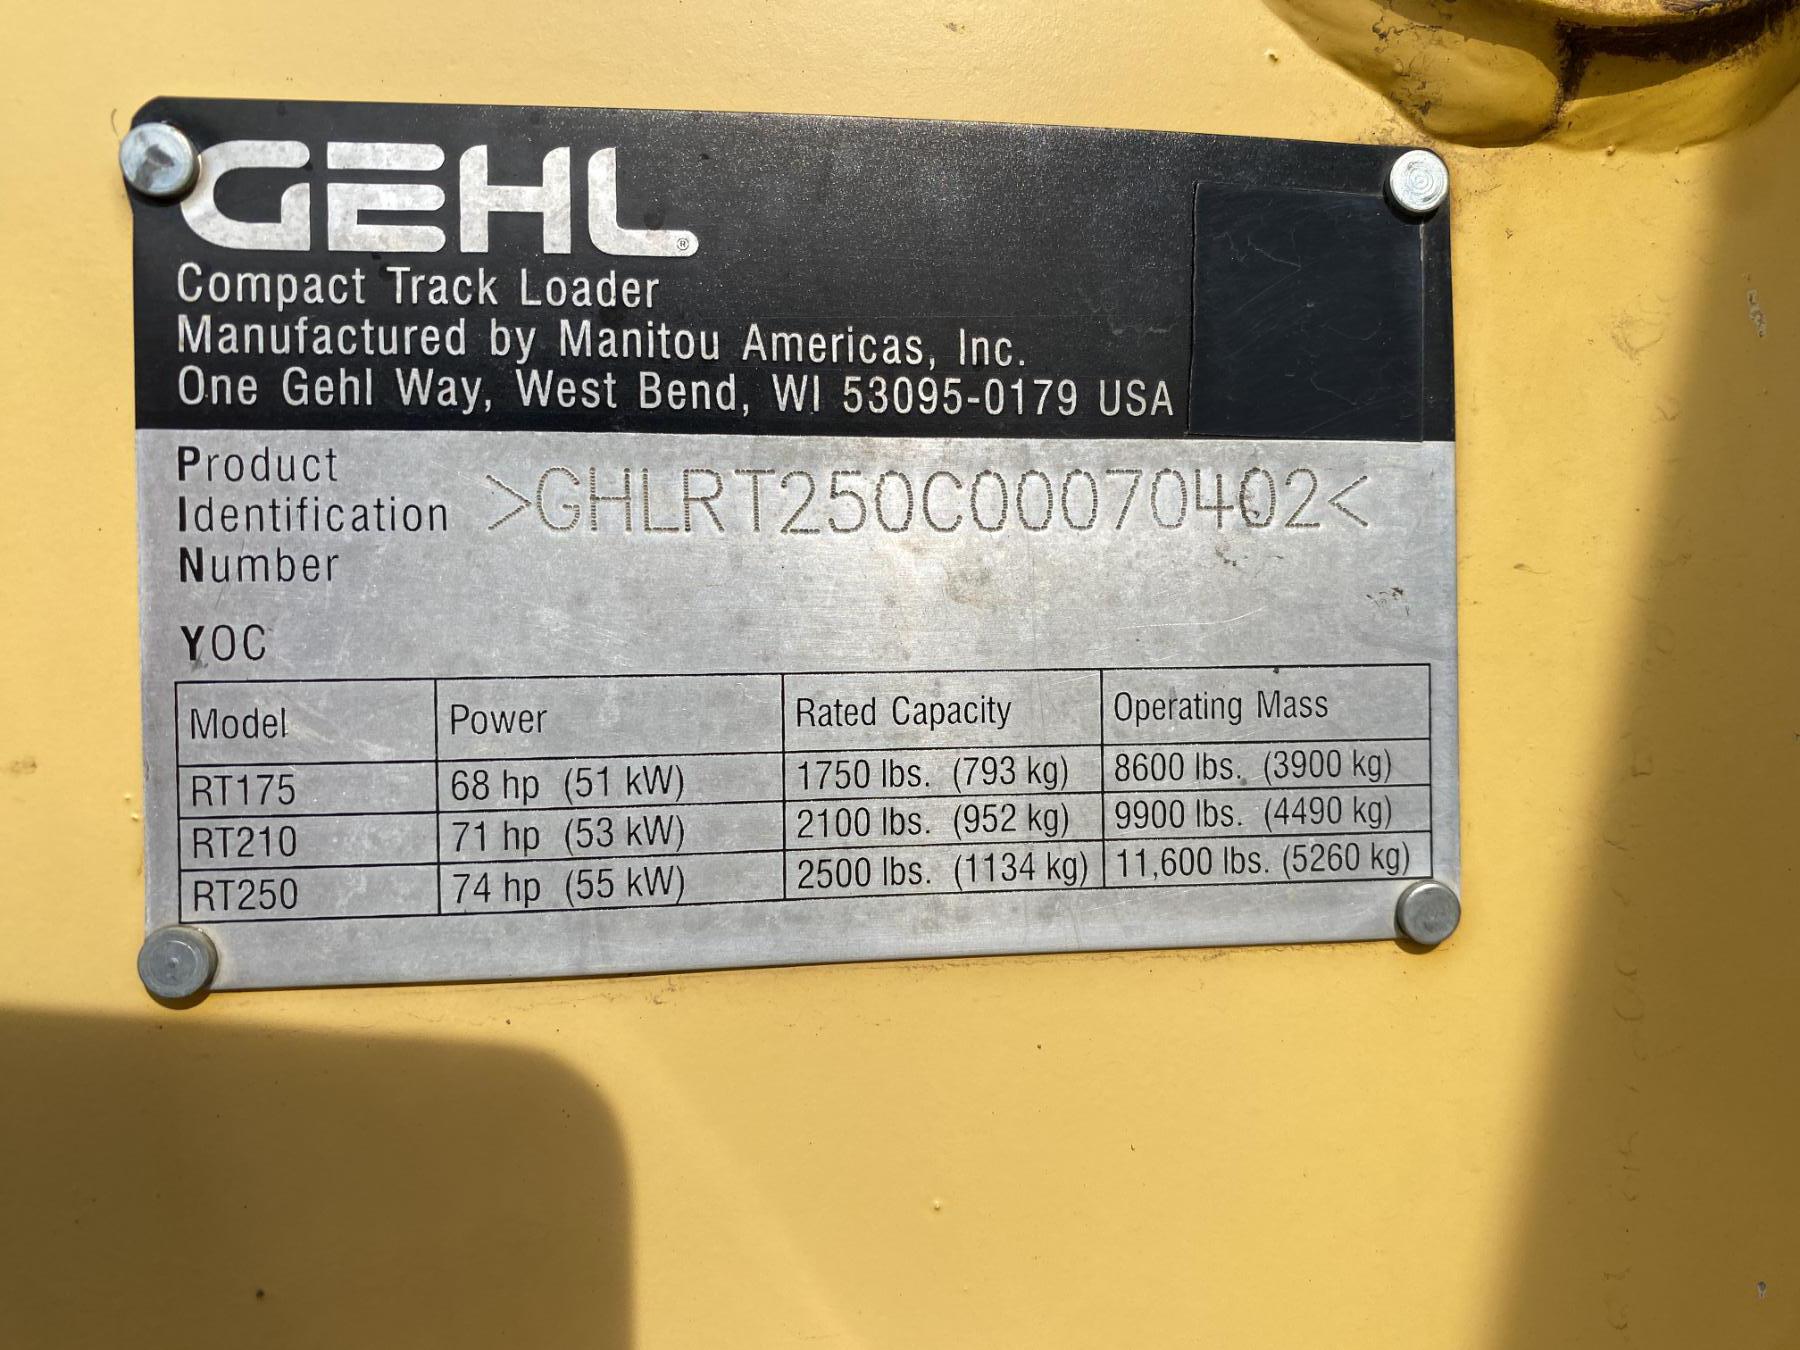 GEHL®
Compact Track Loader
Manufactured by Manitou Americas, Inc.
One Gehl Way, West Bend, WI 53095-0179 USA
Product
Identification
Number
>GHLRT250C00070402<
YOC
Model Power Rated Capacity Operating Mass
RT175 68 hp (51 kW) 1750 lbs. (793 kg) 8600 lbs. (3900 kg)
RT210 71 hp (53 kW) 2100 lbs. (952 kg) 9900 lbs. (4490 kg)
RT250 74 hp (55 kW) 2500 lbs. (1134 kg) 11,600 lbs. (5260 kg)